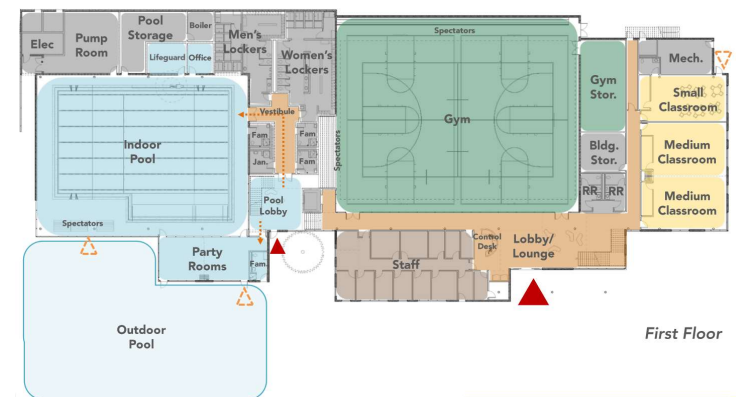 Elec
Pump
Room
Pool
Storage
Boiler
Lifeguard
Office
Men's
Lockers
Women's
Lockers
Spectators
Gym
Stor.
Mech.
Small
Classroom
Vestibule
Indoor
Pool
Fam
Fam
Jan.
Fam
Spectators
Gym
Bldg.
Stor.
Medium
Classroom
RR
RR
Medium
Classroom
Pool
Lobby
Spectators
Party
Rooms
Fam.
Staff
Control
Desk
Lobby/
Lounge
Outdoor
Pool
First Floor